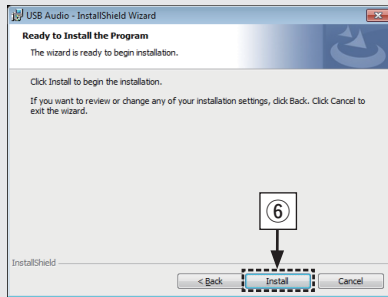 USB Audio - InstallShield Wizard
Ready to Install the Program
The wizard is ready to begin installation.
Click Install to begin the installation.
If you want to review or change any of your installation settings, click Back. Click Cancel to
exit the wizard.
⑥
InstallShield
< Back Install Cancel